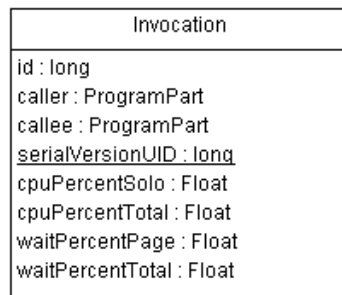 Invocation
id : long
caller : ProgramPart
callee : ProgramPart
serialVersionUID : long
cpuPercentSolo : Float
cpuPercentTotal : Float
waitPercentPage : Float
waitPercentTotal : Float